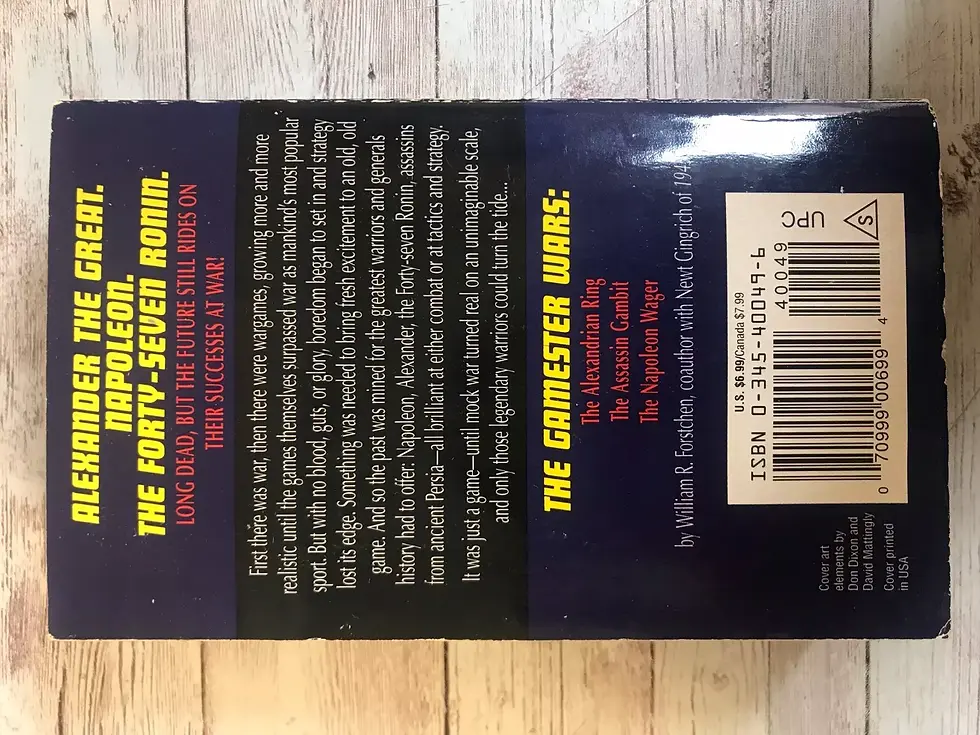 ALEXANDER THE GREAT.
NAPOLEON.
THE FORTY-SEVEN RONIN.
LONG DEAD, BUT THE FUTURE STILL RIDES ON
THEIR SUCCESSES AT WAR!
First there was war, then there were wargames, growing more and more
realistic until the games themselves surpassed war as mankind's most popular
sport. But with no blood, guts, or glory, boredom began to set in and strategy
lost its edge. Something was needed to bring fresh excitement to an old, old
game. And so the past was mined for the greatest warriors and generals
history had to offer: Napoleon, Alexander, the Forty-seven Ronin, assassins
from ancient Persia—all brilliant at either combat or at tactics and strategy.
It was just a game—until mock war turned real on an unimaginable scale,
and only those legendary warriors could turn the tide...
THE GAMESTER WARS:
The Alexandrian Ring
The Assassin Gambit
The Napoleon Wager
by William R. Forstchen, coauthor with Newt Gingrich of
U.S. $6.99/Canada $7.99
ISBN 0-345-40049-6
40049
0 70999 00699 4
UPC
S
Cover art
elements by
Don Dixon and
David Mattingly
Cover printed
in USA